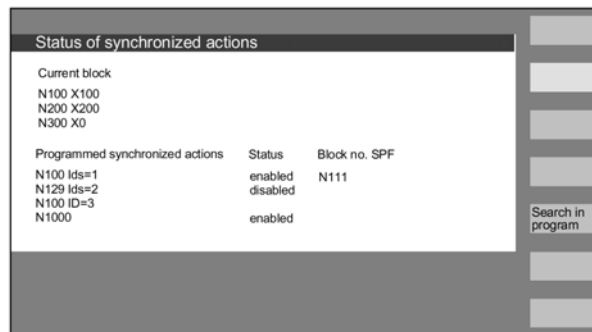 Status of synchronized actions
Current block
N100 X100
N200 X200
N300 X0
Programmed synchronized actions Status Block no. SPF
N100 Ids=1 enabled N111
N129 Ids=2 disabled
N100 ID=3
N1000 enabled
Search in
program